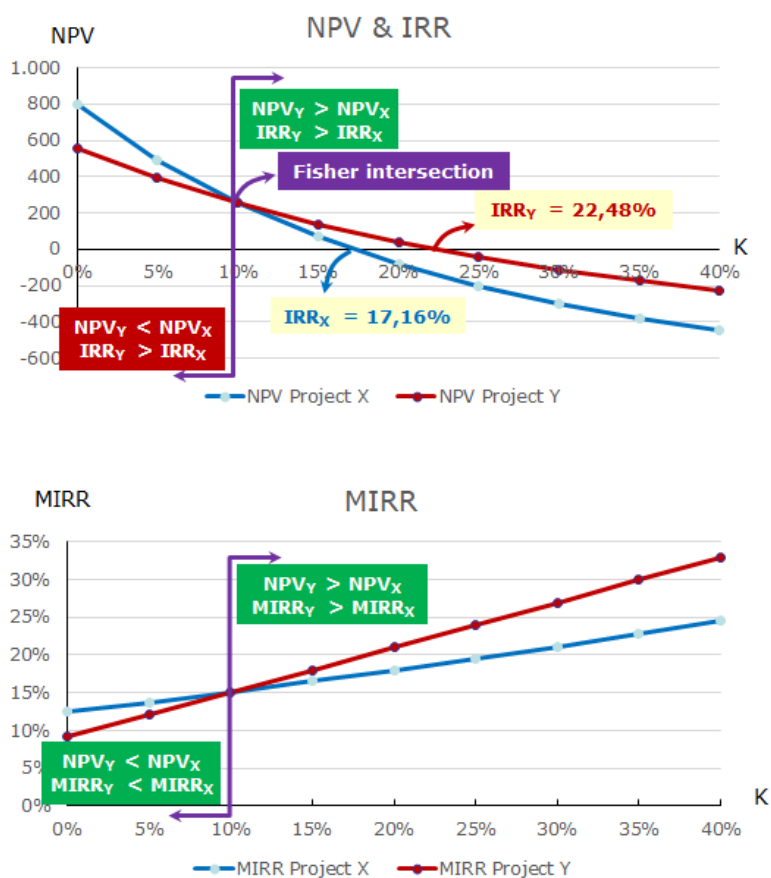 NPV & IRR
NPV
1.000
800
600
400
200
0
-200
-400
-600
NPVY > NPVX
IRRY > IRRX
Fisher intersection
IRRY = 22,48%
K
0% 5% 10% 15% 20% 25% 30% 35% 40%
IRRX = 17,16%
NPVY < NPVX
IRRY > IRRX
NPV Project X NPV Project Y
MIRR
MIRR
35%
30%
25%
20%
15%
10%
5%
0%
NPVY > NPVX
MIRRY > MIRRX
NPVY < NPVX
MIRRY < MIRRX
K
0% 5% 10% 15% 20% 25% 30% 35% 40%
MIRR Project X MIRR Project Y